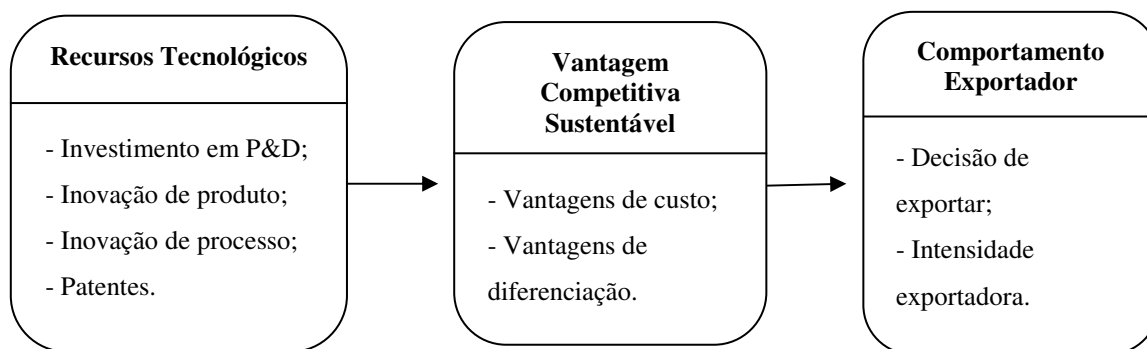 Recursos Tecnológicos
- Investimento em P&D;
- Inovação de produto;
- Inovação de processo;
- Patentes.
Vantagem
Competitiva
Sustentável
- Vantagens de custo;
- Vantagens de
diferenciação.
Comportamento
Exportador
- Decisão de
exportar;
- Intensidade
exportadora.